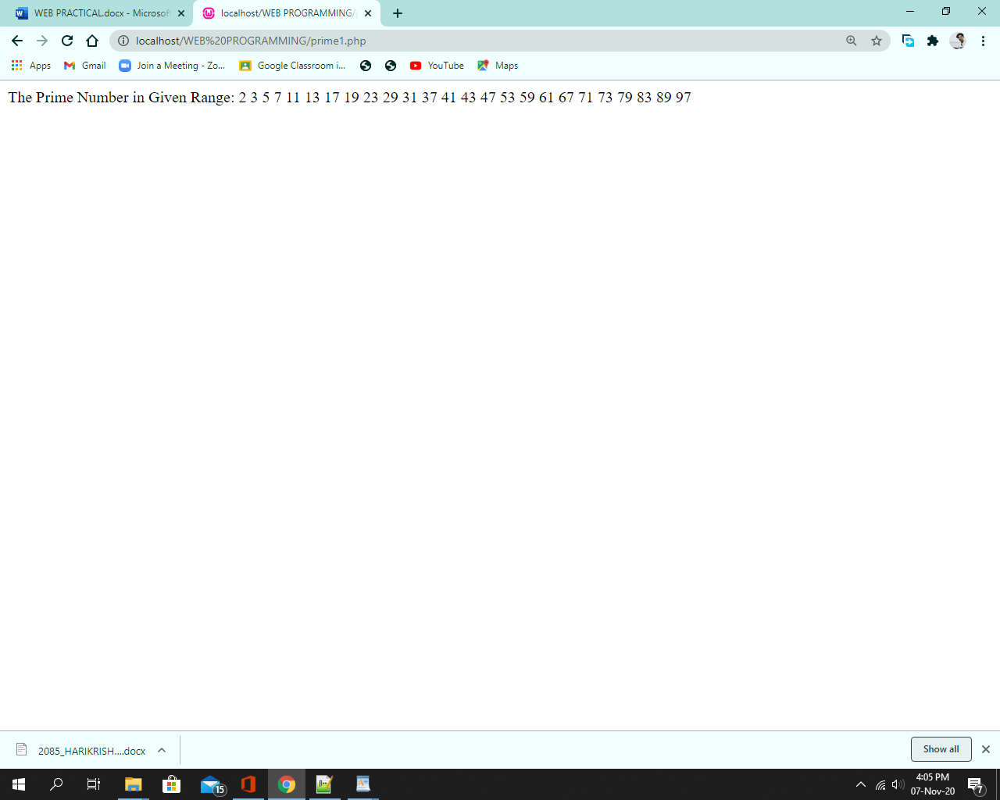 WEB PRACTICAL.docx - Microsof
localhost/WEB PROGRAMMING/
localhost/WEB%20PROGRAMMING/prime1.php
Apps Gmail Join a Meeting - Zo... Google Classroom i... YouTube Maps
The Prime Number in Given Range: 2 3 5 7 11 13 17 19 23 29 31 37 41 43 47 53 59 61 67 71 73 79 83 89 97
2085_HARIKRISH....docx
Show all
15
4:05 PM
07-Nov-20
7